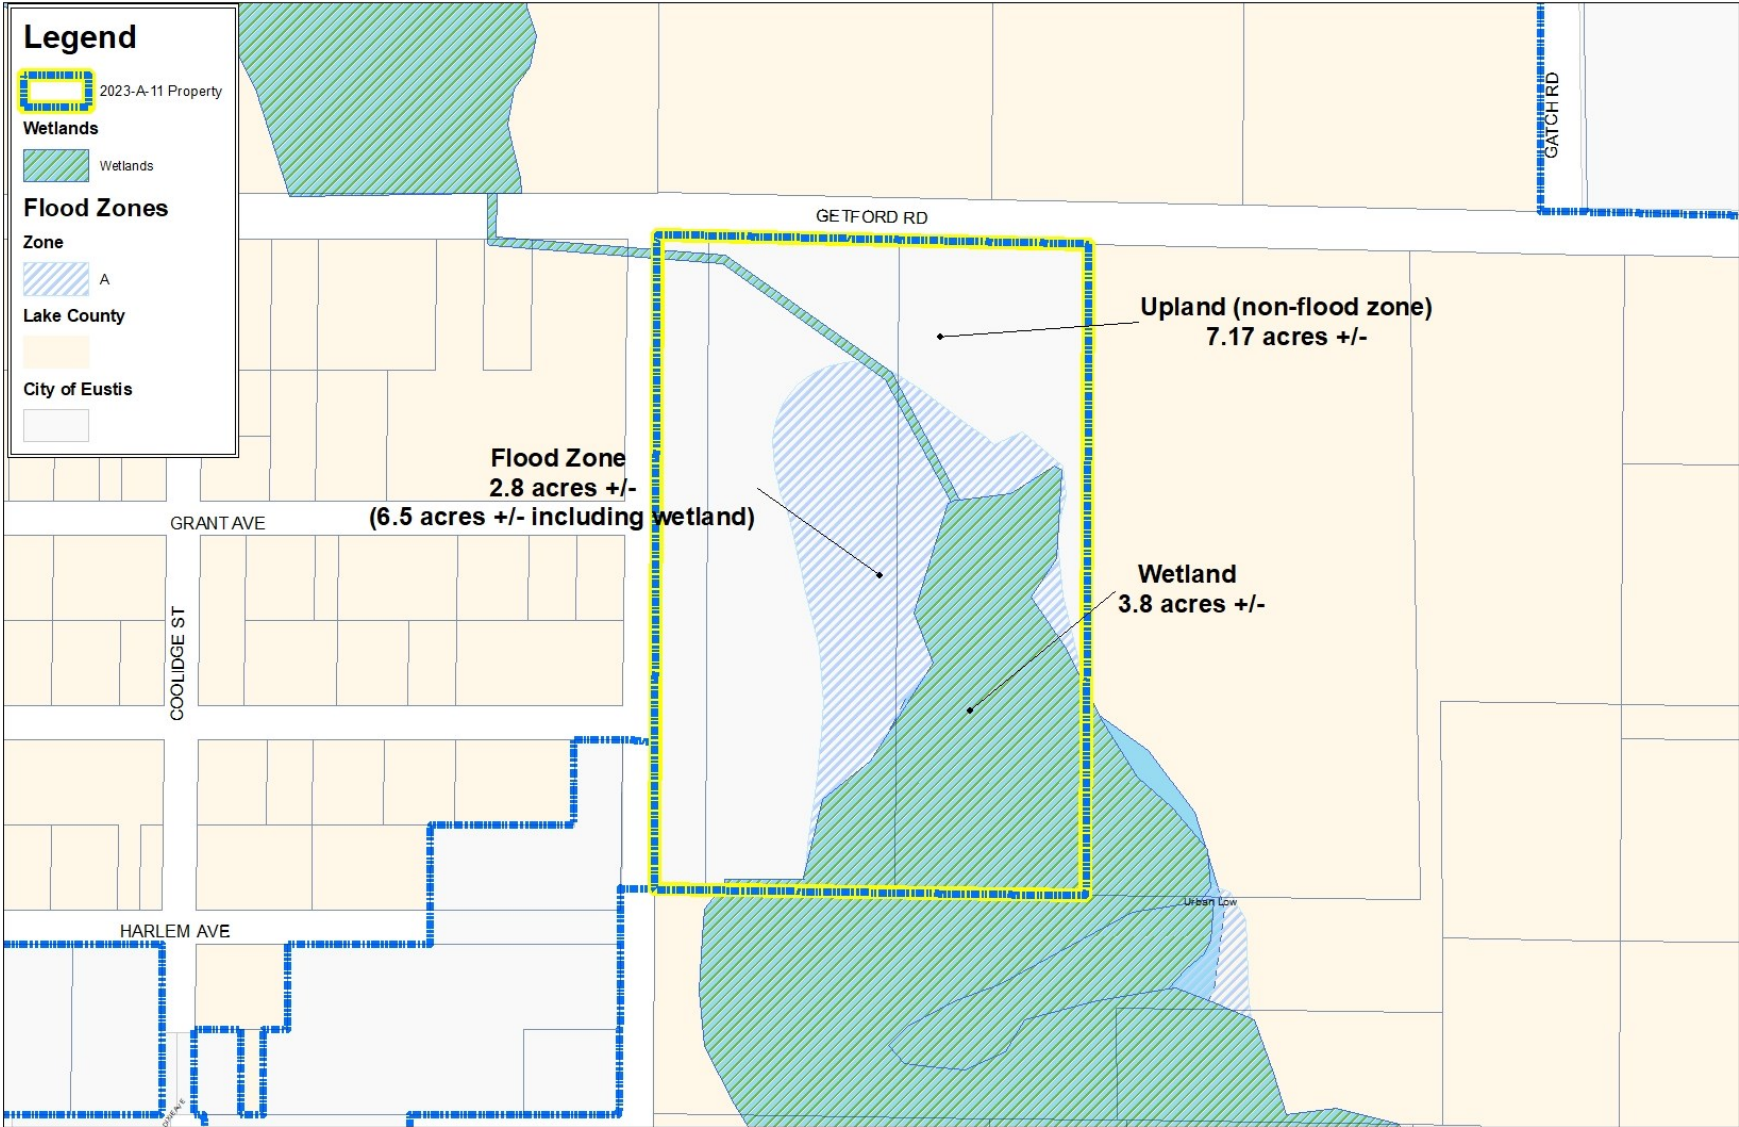 Legend
2023-A-11 Property
Wetlands
Wetlands
Flood Zones
Zone
A
Lake County
City of Eustis
GATCH RD
GETFORD RD
Upland (non-flood zone)
7.17 acres +/-
Flood Zone
2.8 acres +/-
(6.5 acres +/- including wetland)
GRANT AVE
Wetland
3.8 acres +/-
COOLIDGE ST
Urban Low
HARLEM AVE